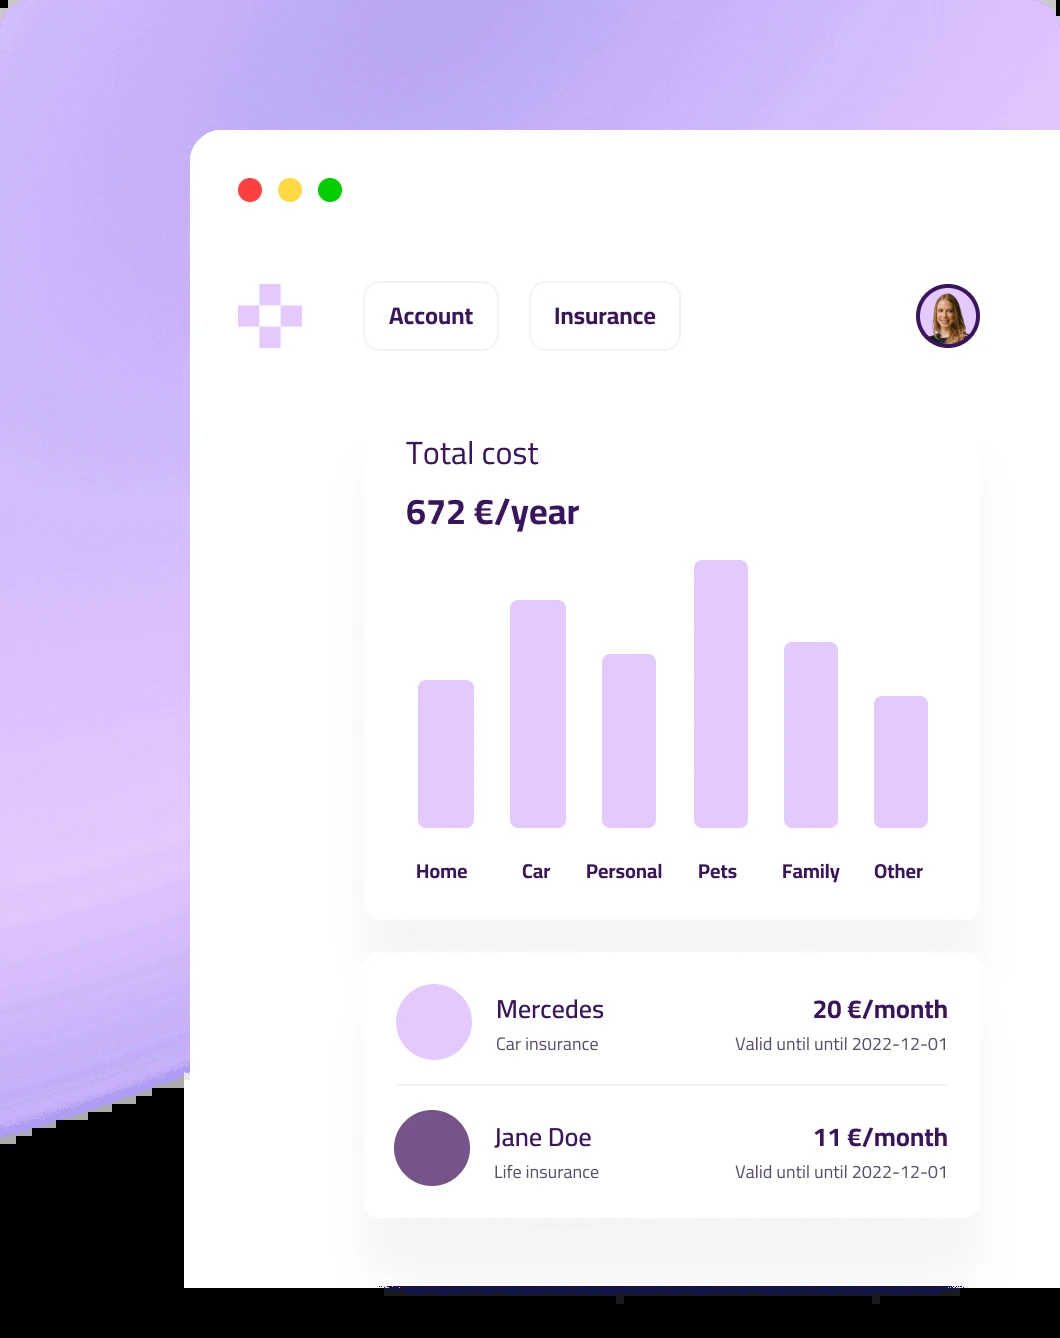 Account Insurance
Total cost
672 €/year
Home Car Personal Pets Family Other
Mercedes 20 €/month
Car insurance Valid until until 2022-12-01
Jane Doe 11 €/month
Life insurance Valid until until 2022-12-01